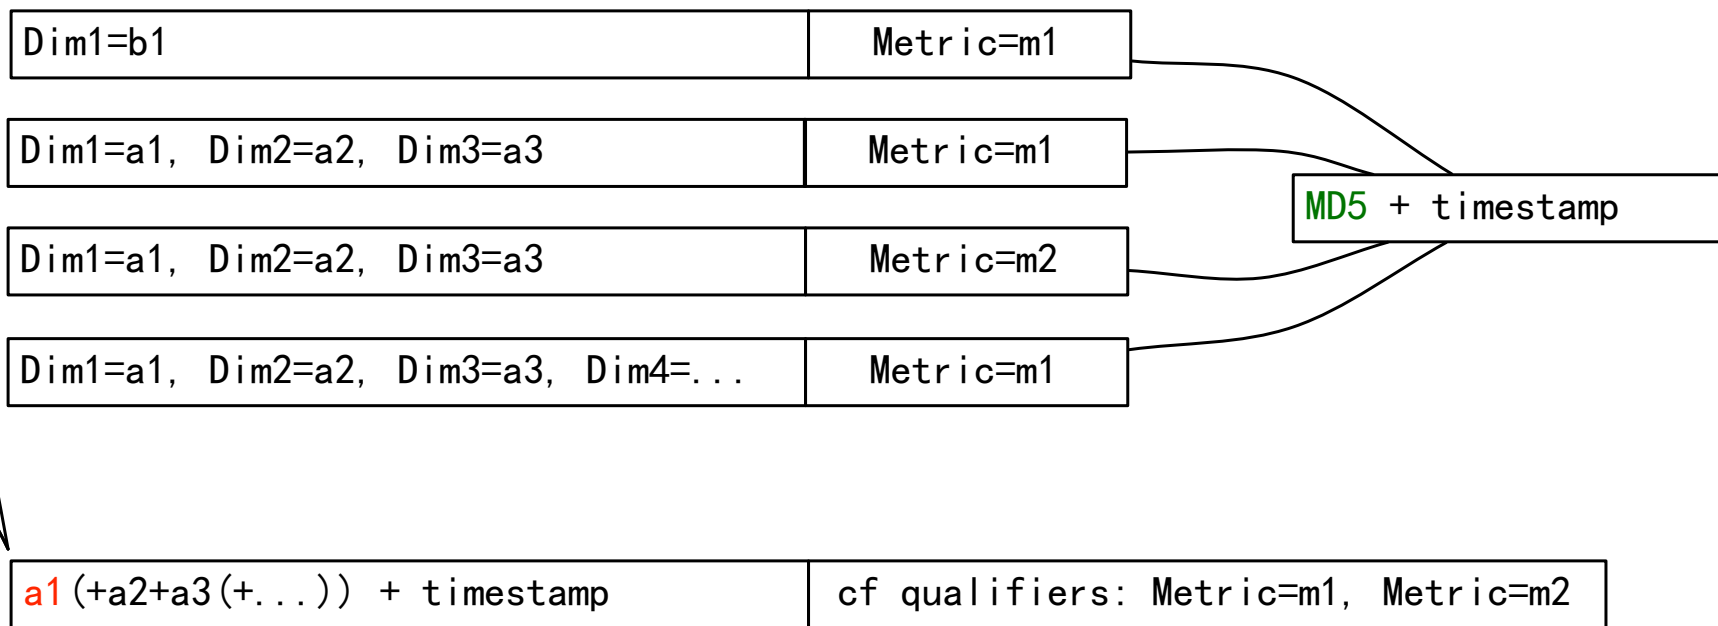 Dim1=b1 Metric=m1
Dim1=a1, Dim2=a2, Dim3=a3 Metric=m1
MD5 + timestamp
Dim1=a1, Dim2=a2, Dim3=a3 Metric=m2
Dim1=a1, Dim2=a2, Dim3=a3, Dim4=... Metric=m1
a1(+a2+a3(+...)) + timestamp cf qualifiers: Metric=m1, Metric=m2